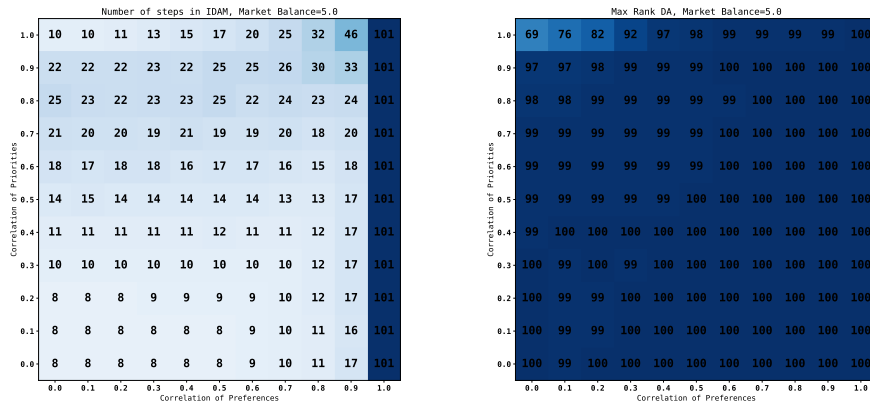 Number of steps in IDAM, Market Balance=5.0
1.0 10 10 11 13 15 17 20 25 32 46 101
0.9 22 22 22 23 22 25 25 26 30 33 101
0.8 25 23 22 23 23 25 22 24 23 24 101
0.7 21 20 20 19 21 19 19 20 18 20 101
0.6 18 17 18 18 16 17 17 16 15 18 101
0.5 14 15 14 14 14 14 14 13 13 17 101
0.4 11 11 11 11 11 12 11 11 12 17 101
0.3 10 10 10 10 10 10 10 10 12 17 101
0.2 8 8 8 9 9 9 9 10 12 17 101
0.1 8 8 8 8 8 8 9 10 11 16 101
0.0 8 8 8 8 8 8 9 10 11 17 101
0.0 0.1 0.2 0.3 0.4 0.5 0.6 0.7 0.8 0.9 1.0
Correlation of Preferences
Correlation of Priorities
Max Rank DA, Market Balance=5.0
1.0 69 76 82 92 97 98 99 99 99 99 100
0.9 97 97 98 99 99 99 100 100 100 100 100
0.8 98 98 99 99 99 99 99 100 100 100 100
0.7 99 99 99 99 99 99 100 100 100 100 100
0.6 99 99 99 99 99 99 100 100 100 100 100
0.5 99 99 99 99 99 100 100 100 100 100 100
0.4 99 100 100 100 100 100 100 100 100 100 100
0.3 100 99 100 99 100 100 100 100 100 100 100
0.2 100 99 99 100 100 100 100 100 100 100 100
0.1 100 99 99 100 100 100 100 100 100 100 100
0.0 100 99 100 100 100 100 100 100 100 100 100
0.0 0.1 0.2 0.3 0.4 0.5 0.6 0.7 0.8 0.9 1.0
Correlation of Preferences
Correlation of Priorities